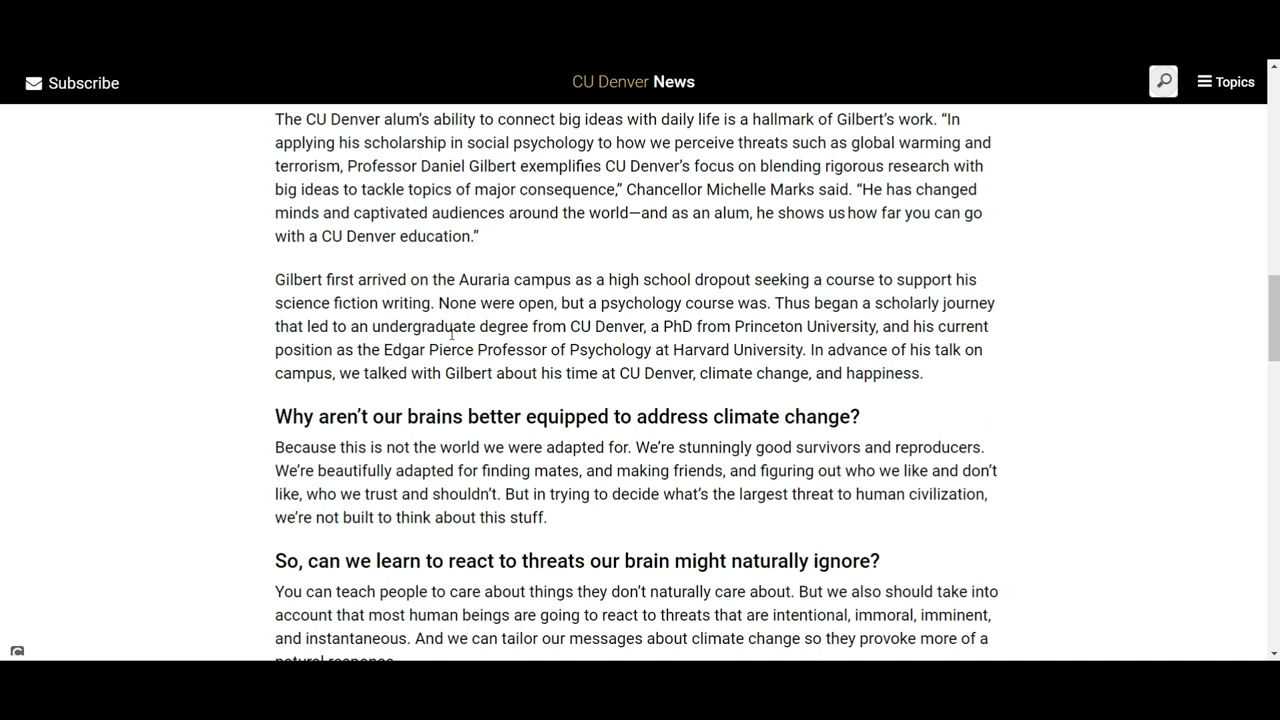 Subscribe
CU Denver News
Topics
The CU Denver alum’s ability to connect big ideas with daily life is a hallmark of Gilbert’s work. “In
applying his scholarship in social psychology to how we perceive threats such as global warming and
terrorism, Professor Daniel Gilbert exemplifies CU Denver’s focus on blending rigorous research with
big ideas to tackle topics of major consequence,” Chancellor Michelle Marks said. “He has changed
minds and captivated audiences around the world—and as an alum, he shows us how far you can go
with a CU Denver education.”
Gilbert first arrived on the Auraria campus as a high school dropout seeking a course to support his
science fiction writing. None were open, but a psychology course was. Thus began a scholarly journey
that led to an undergraduate degree from CU Denver, a PhD from Princeton University, and his current
position as the Edgar Pierce Professor of Psychology at Harvard University. In advance of his talk on
campus, we talked with Gilbert about his time at CU Denver, climate change, and happiness.
Why aren’t our brains better equipped to address climate change?
Because this is not the world we were adapted for. We’re stunningly good survivors and reproducers.
We’re beautifully adapted for finding mates, and making friends, and figuring out who we like and don’t
like, who we trust and shouldn’t. But in trying to decide what’s the largest threat to human civilization,
we’re not built to think about this stuff.
So, can we learn to react to threats our brain might naturally ignore?
You can teach people to care about things they don’t naturally care about. But we also should take into
account that most human beings are going to react to threats that are intentional, immoral, imminent,
and instantaneous. And we can tailor our messages about climate change so they provoke more of a
natural response.